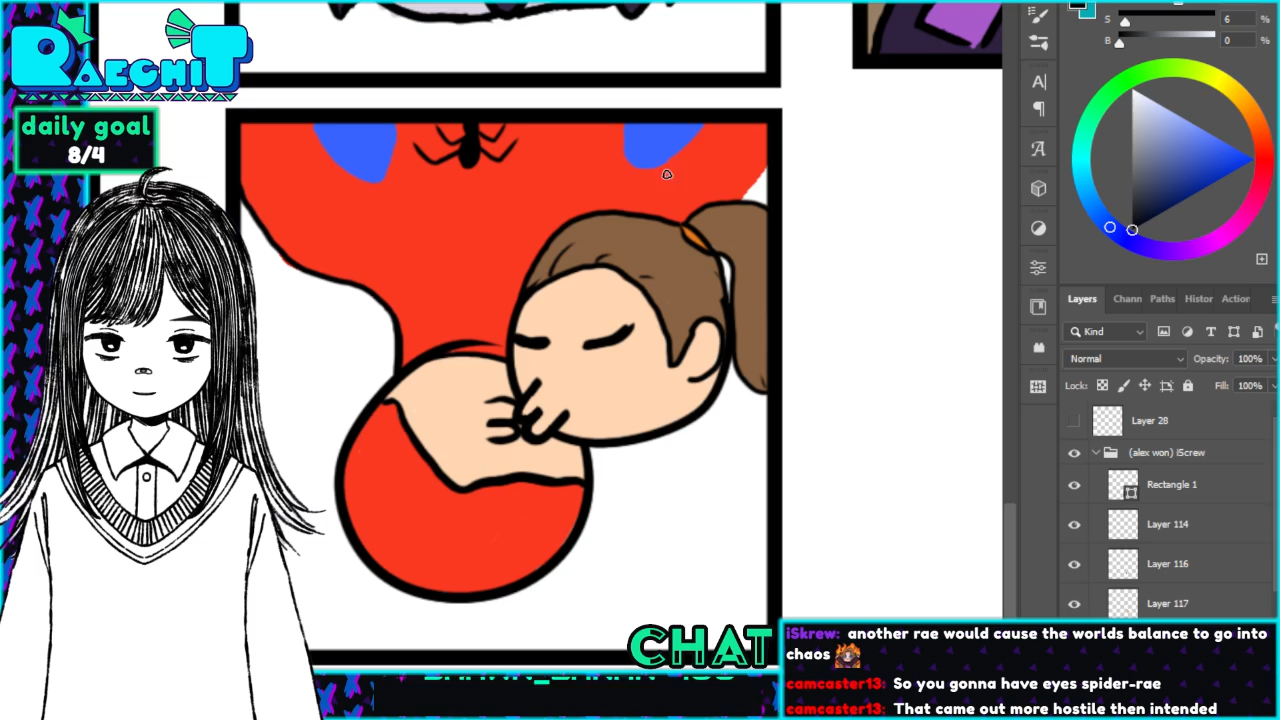 RAECHIT
daily goal
8/4
S 6 %
B 0 %
A|
A
Layers Chann Paths Histor Action
Kind
T
Normal Opacity: 100%
Lock: Fill: 100%
Layer 28
(alex won) iScrew
Rectangle 1
Layer 114
Layer 116
Layer 117
CHAT
iSkrew: another rae would cause the worlds balance to go into
chaos
camcaster13: So you gonna have eyes spider-rae
camcaster13: That came out more hostile then intended